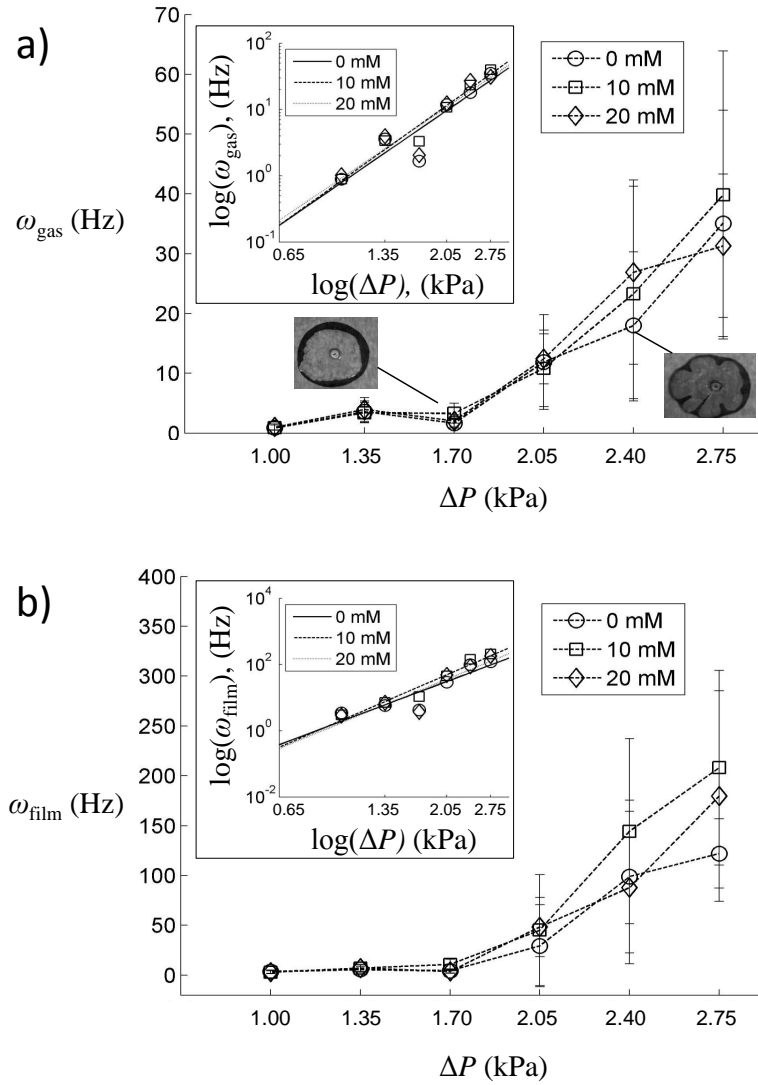 a)
70
60
50
40
30
20
10
0
ω_gas (Hz)
0 mM
10 mM
20 mM
10^2
10^1
10^0
10^-1
log(ω_gas), (Hz)
0 mM
10 mM
20 mM
0.65 1.35 2.05 2.75
log(ΔP), (kPa)
1.00 1.35 1.70 2.05 2.40 2.75
ΔP (kPa)
b)
400
350
300
250
200
150
100
50
0
ω_film (Hz)
0 mM
10 mM
20 mM
10^4
10^2
10^0
10^-2
log(ω_film), (Hz)
0 mM
10 mM
20 mM
0.65 1.35 2.05 2.75
log(ΔP) (kPa)
1.00 1.35 1.70 2.05 2.40 2.75
ΔP (kPa)